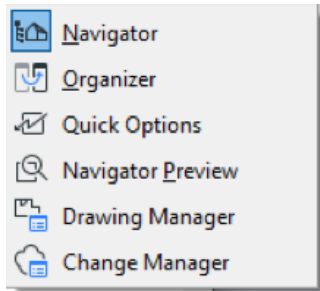 Navigator
Organizer
Quick Options
Navigator Preview
Drawing Manager
Change Manager